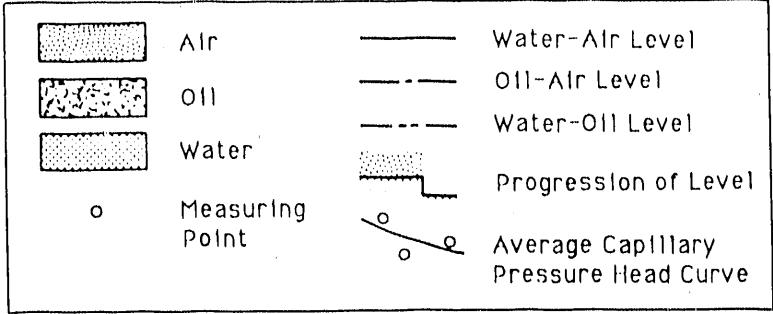 Air
Oil
Water
Measuring
Point
Water-Air Level
Oil-Air Level
Water-Oil Level
Progression of Level
Average Capillary
Pressure Head Curve